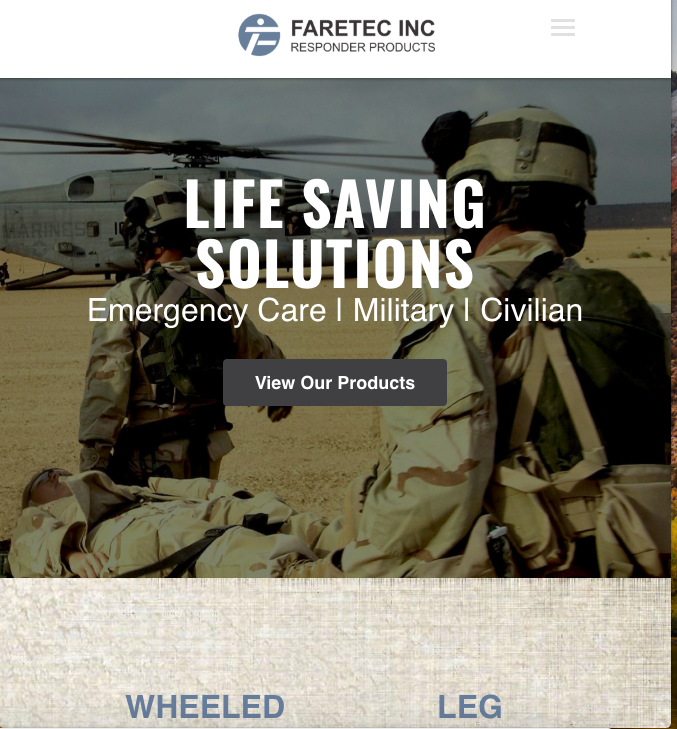 FARETEC INC
RESPONDER PRODUCTS
MARINES
LIFE SAVING
SOLUTIONS
Emergency Care | Military | Civilian
View Our Products
WHEELED
LEG